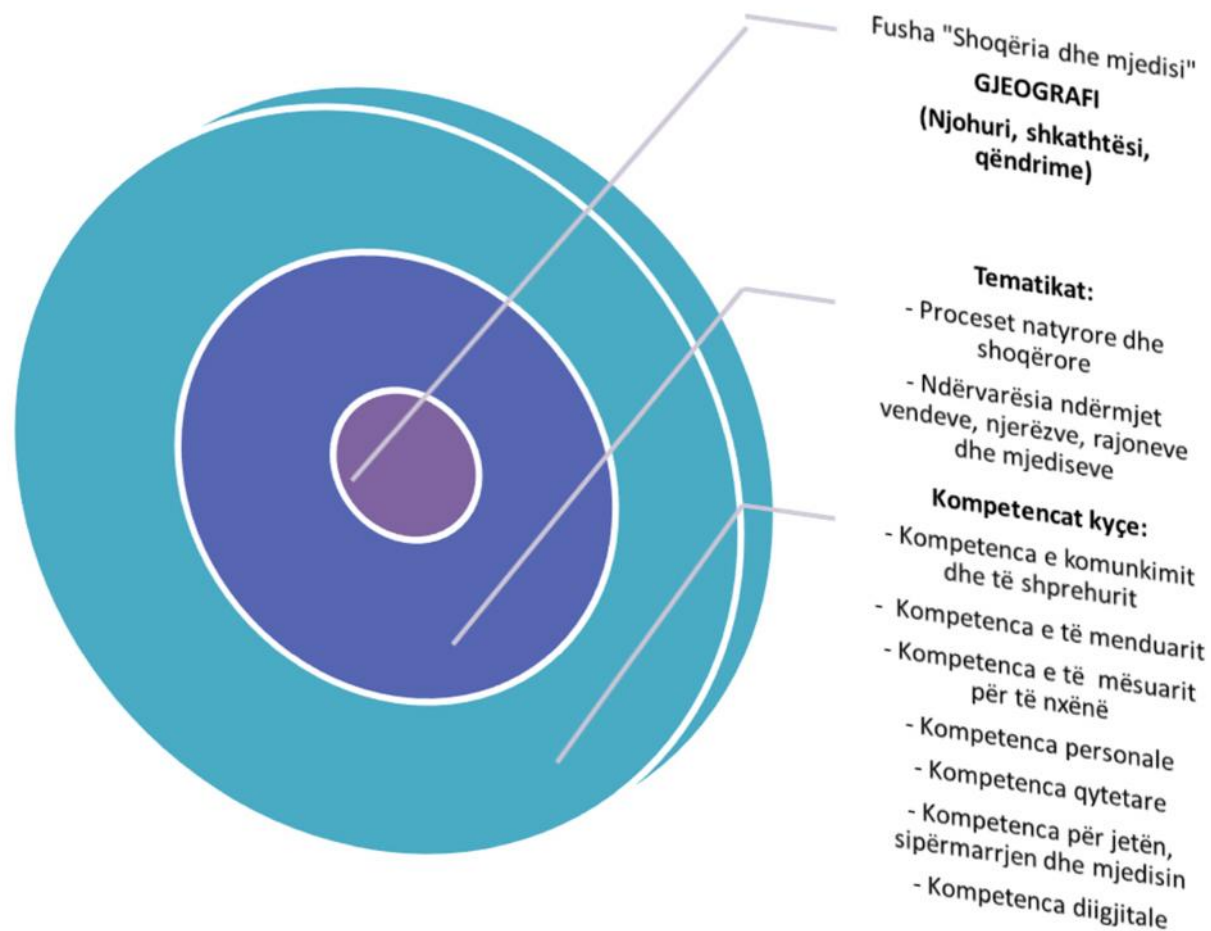 Fusha "Shoqëria dhe mjedisi"
GJEOGRAFI
(Njohuri, shkathtësi,
qëndrime)
Tematikat:
- Proceset natyrore dhe
shoqërore
- Ndërvarësia ndërmjet
vendeve, njerëzve, rajoneve
dhe mjediseve
Kompetencat kyçe:
- Kompetenca e komunkimit
dhe të shprehurit
- Kompetenca e të menduarit
- Kompetenca e të mësuarit
për të nxënë
- Kompetenca personale
- Kompetenca qytetare
- Kompetenca për jetën,
sipërmarrjen dhe mjedisin
- Kompetenca diigjitale